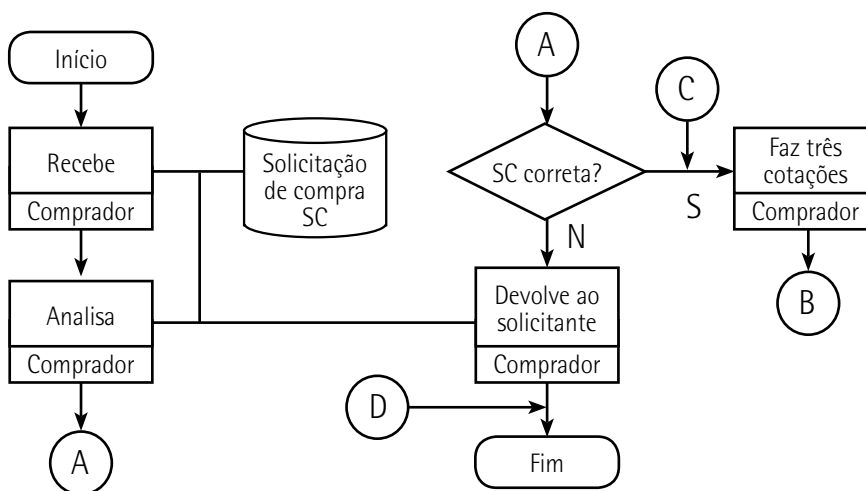 Início
Recebe
Comprador
Solicitação
de compra
SC
Analisa
Comprador
A
A
SC correta?
C
S
N
Faz três
cotações
Comprador
B
Devolve ao
solicitante
Comprador
D
Fim